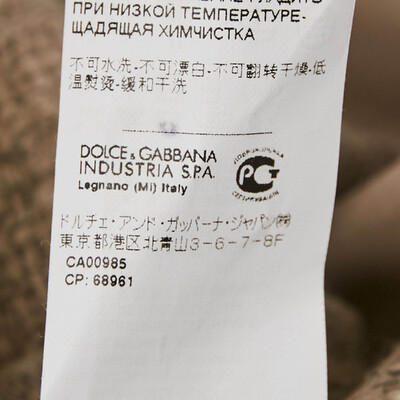 ПРИ НИЗКОЙ ТЕМПЕРАТУРЕ-
ЩАДЯЩАЯ ХИМЧИСТКА
不可水洗-不可漂白-不可翻转干燥-低
温熨烫-缓和干洗
DOLCE & GABBANA
INDUSTRIA S.P.A.
Legnano (Mi) Italy
РСТ
ドルチェ・アンド・ガッバーナ・ジャパン㈱
東京都港区北青山3-6-7-8F
CA00985
CP: 68961